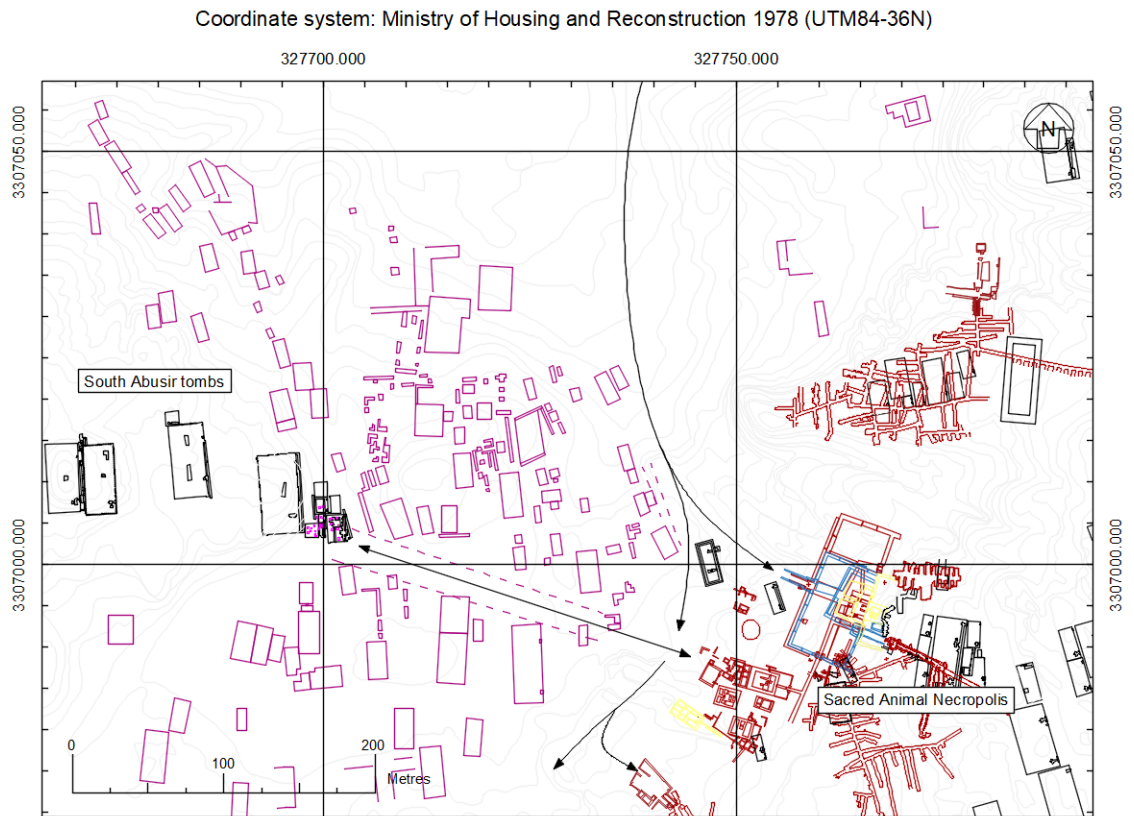 Coordinate system: Ministry of Housing and Reconstruction 1978 (UTM84-36N)
327700.000 327750.000
3307050.000 3307050.000
N
South Abusir tombs
3307000.000 3307000.000
Sacred Animal Necropolis
0 100 200
Metres